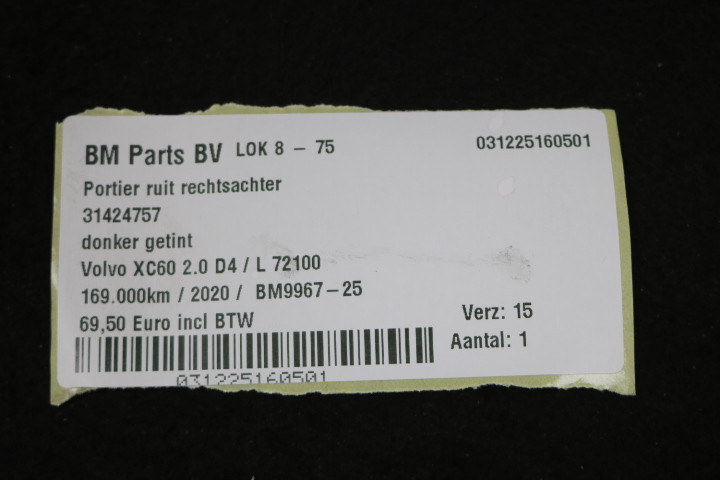 BM Parts BV LOK 8 - 75 031225160501
Portier ruit rechtsachter
31424757
donker getint
Volvo XC60 2.0 D4 / L 72100
169.000km / 2020 / BM9967-25
69,50 Euro incl BTW
Verz: 15
Aantal: 1
031225160501